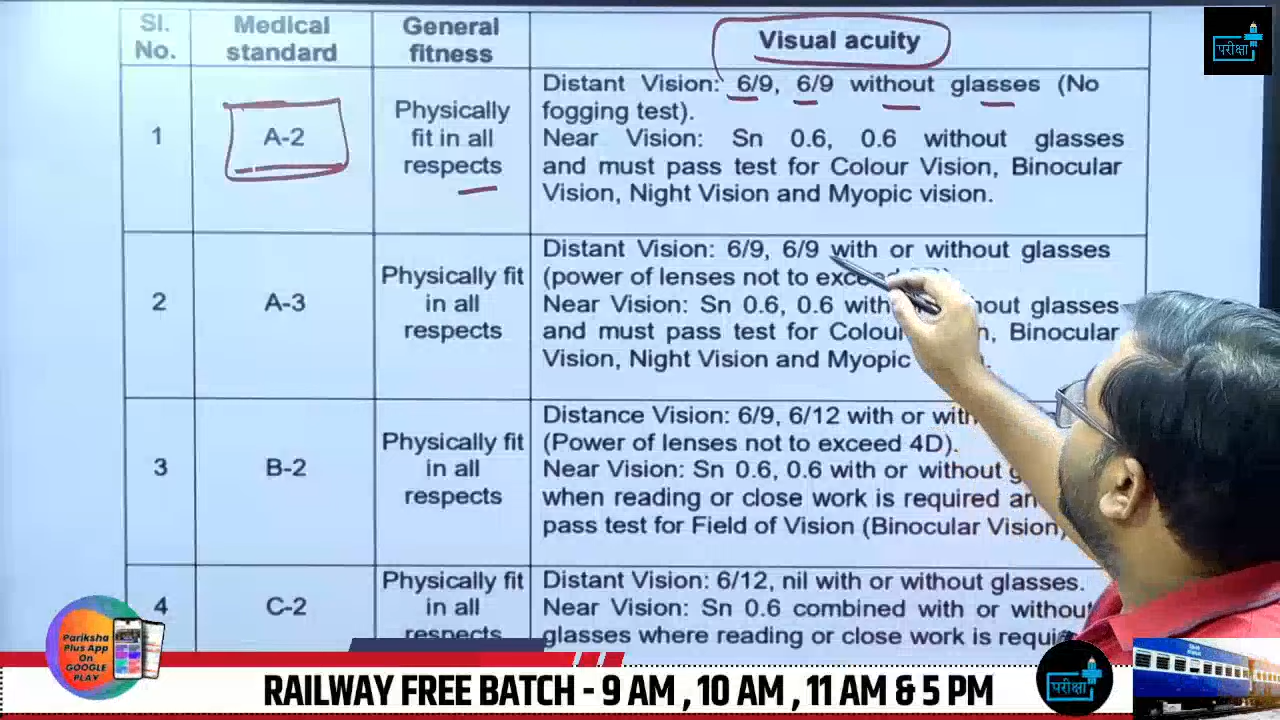 Sl. No.
Medical standard
General fitness
Visual acuity
परीक्षा
1
A-2
Physically fit in all respects
Distant Vision: 6/9, 6/9 without glasses (No
fogging test).
Near Vision: Sn 0.6, 0.6 without glasses
and must pass test for Colour Vision, Binocular
Vision, Night Vision and Myopic vision.
2
A-3
Physically fit in all respects
Distant Vision: 6/9, 6/9 with or without glasses
(power of lenses not to exceed
Near Vision: Sn 0.6, 0.6 with glasses
and must pass test for Colour Binocular
Vision, Night Vision and Myopic
3
B-2
Physically fit in all respects
Distance Vision: 6/9, 6/12 with or
(Power of lenses not to exceed 4D).
Near Vision: Sn 0.6, 0.6 with or without
when reading or close work is required
pass test for Field of Vision (Binocular Vision)
4
C-2
Physically fit in all respects
Distant Vision: 6/12, nil with or without glasses.
Near Vision: Sn 0.6 combined with or without
glasses where reading or close work is
Pariksha
Plus App
On
GOOGLE
PLAY
RAILWAY FREE BATCH - 9 AM , 10 AM , 11 AM & 5 PM
परीक्षा